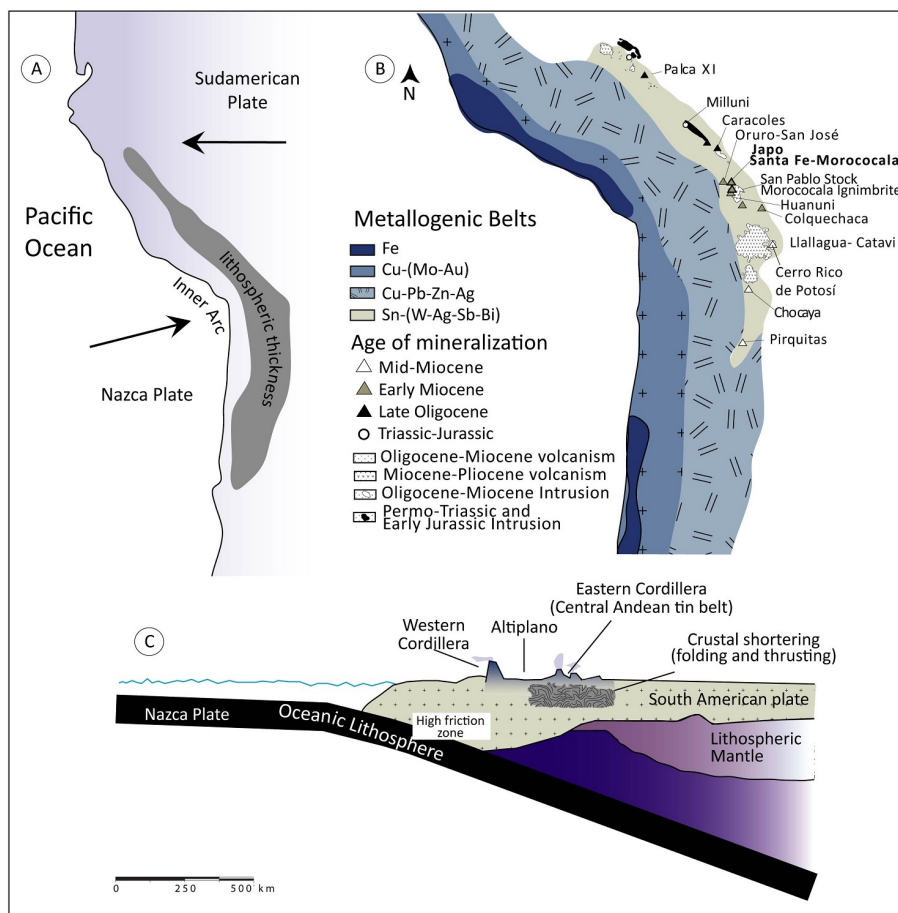 A
Sudamerican
Plate
Pacific
Ocean
Inner Arc
lithospheric thickness
Nazca Plate
B
N
Palca XI
Milluni
Caracoles
Oruro-San José
Japo
Santa Fe-Morococala
San Pablo Stock
Morococala Ignimbrite
Huanuni
Colquechaca
Llallagua- Catavi
Cerro Rico
de Potosí
Chocaya
Pirquitas
Metallogenic Belts
Fe
Cu-(Mo-Au)
Cu-Pb-Zn-Ag
Sn-(W-Ag-Sb-Bi)
Age of mineralization
Mid-Miocene
Early Miocene
Late Oligocene
Triassic-Jurassic
Oligocene-Miocene volcanism
Miocene-Pliocene volcanism
Oligocene-Miocene Intrusion
Permo-Triassic and
Early Jurassic Intrusion
C
Western
Cordillera
Altiplano
Eastern Cordillera
(Central Andean tin belt)
Crustal shortering
(folding and thrusting)
Nazca Plate
Oceanic Lithosphere
High friction
zone
South American plate
Lithospheric
Mantle
0 250 500 km